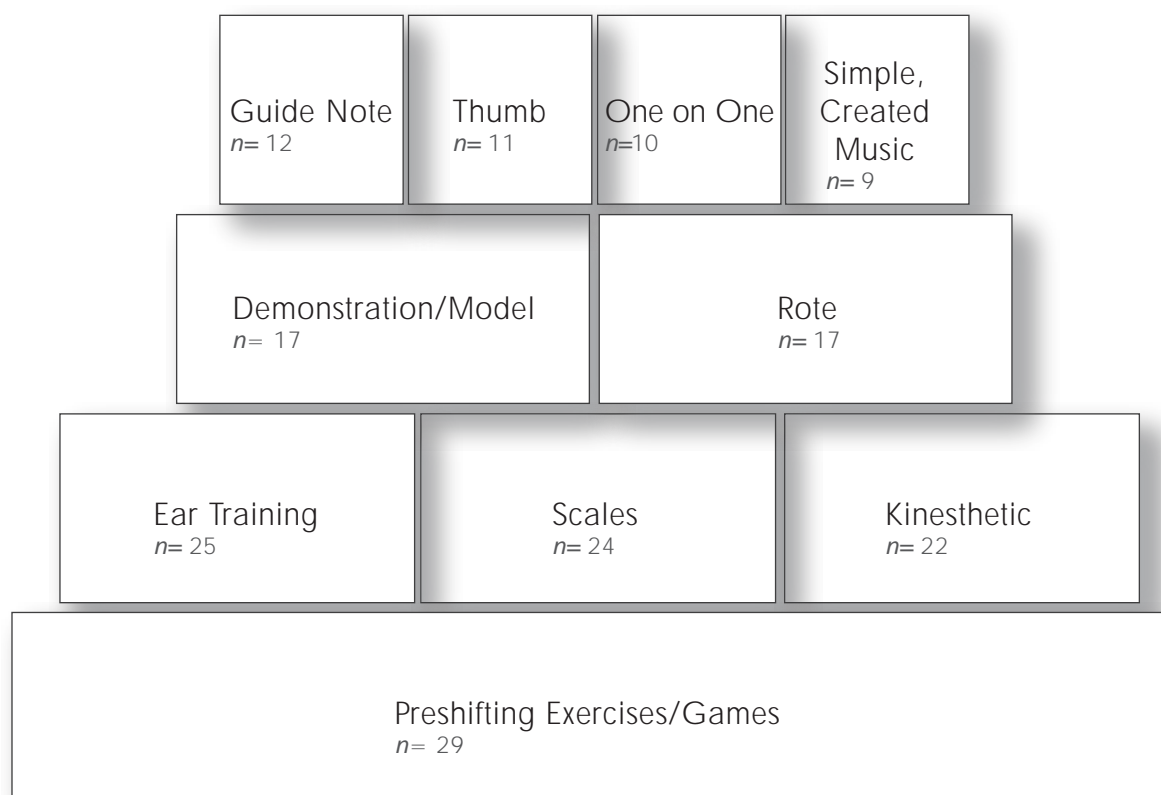 Guide Note
n= 12
Thumb
n= 11
One on One
n=10
Simple,
Created
Music
n= 9
Demonstration/Model
n= 17
Rote
n= 17
Ear Training
n= 25
Scales
n= 24
Kinesthetic
n= 22
Preshifting Exercises/Games
n= 29